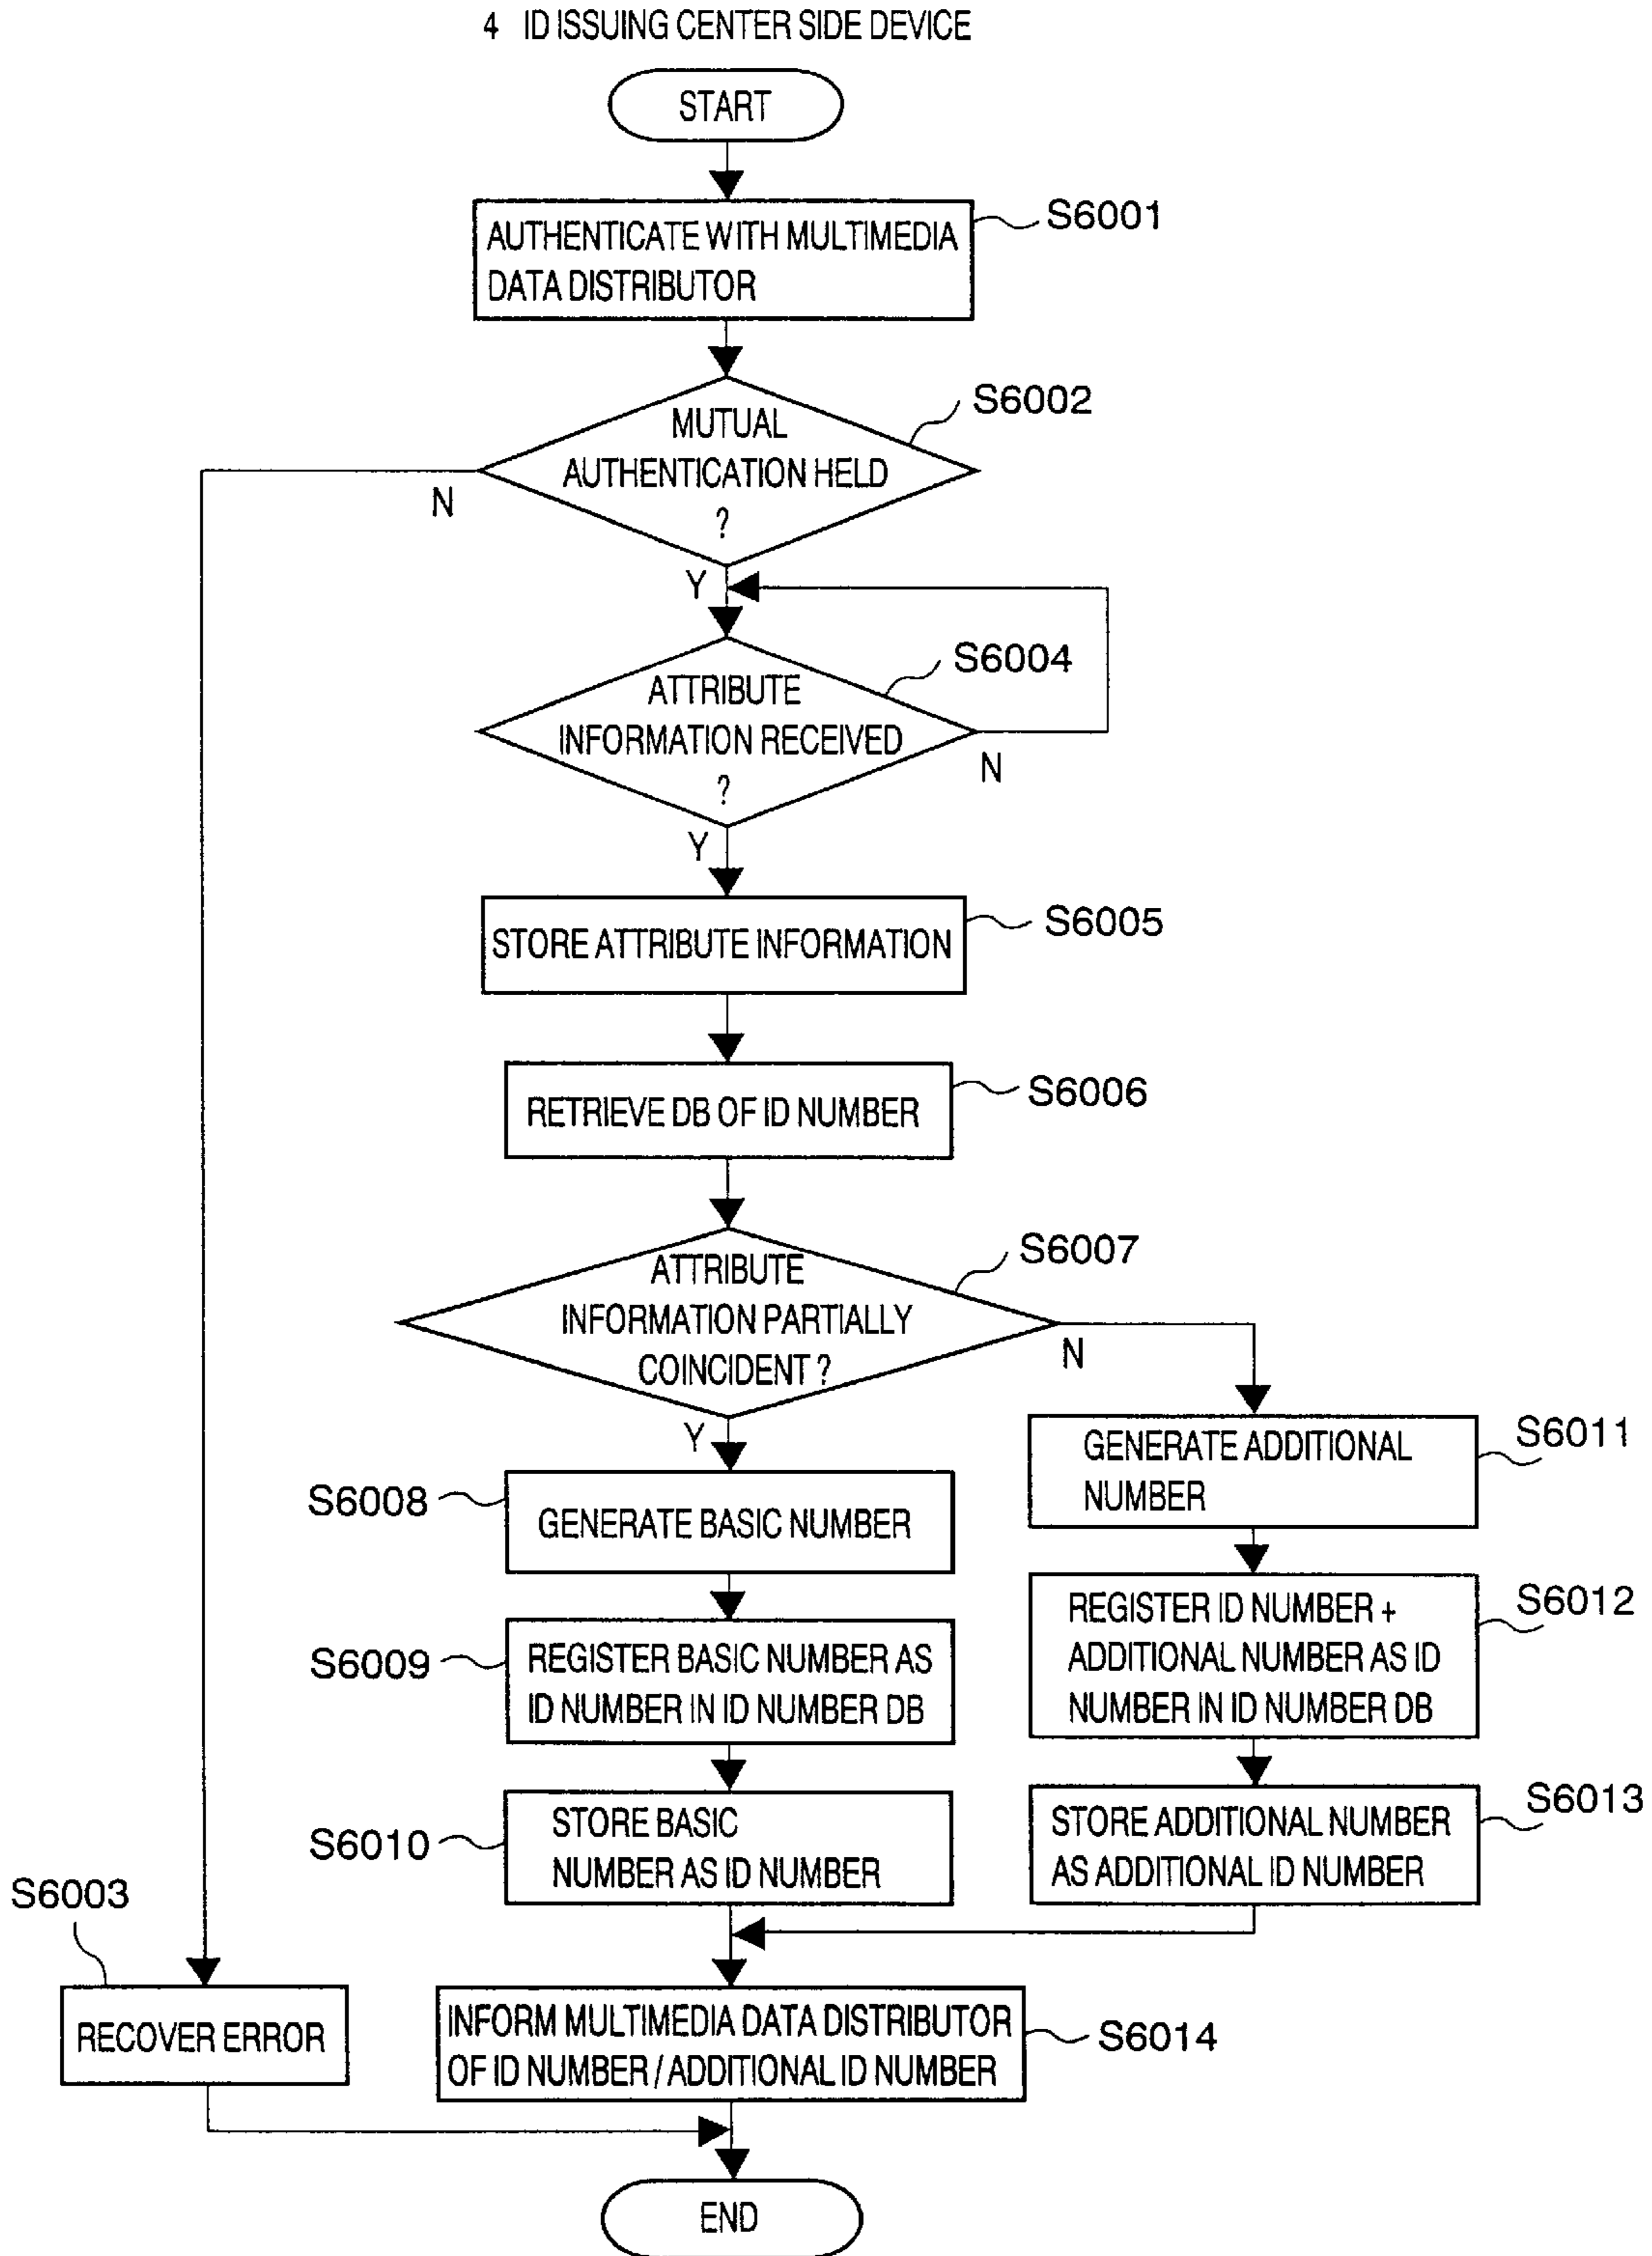 4 ID ISSUING CENTER SIDE DEVICE
START
AUTHENTICATE WITH MULTIMEDIA
DATA DISTRIBUTOR
S6001
MUTUAL
AUTHENTICATION HELD
?
S6002
N
Y
ATTRIBUTE
INFORMATION RECEIVED
?
S6004
N
Y
STORE ATTRIBUTE INFORMATION
S6005
RETRIEVE DB OF ID NUMBER
S6006
ATTRIBUTE
INFORMATION PARTIALLY
COINCIDENT ?
S6007
N
Y
S6008
GENERATE BASIC NUMBER
GENERATE ADDITIONAL
NUMBER
S6011
S6009
REGISTER BASIC NUMBER AS
ID NUMBER IN ID NUMBER DB
REGISTER ID NUMBER +
ADDITIONAL NUMBER AS ID
NUMBER IN ID NUMBER DB
S6012
S6010
STORE BASIC
NUMBER AS ID NUMBER
STORE ADDITIONAL NUMBER
AS ADDITIONAL ID NUMBER
S6013
S6003
RECOVER ERROR
INFORM MULTIMEDIA DATA DISTRIBUTOR
OF ID NUMBER / ADDITIONAL ID NUMBER
S6014
END